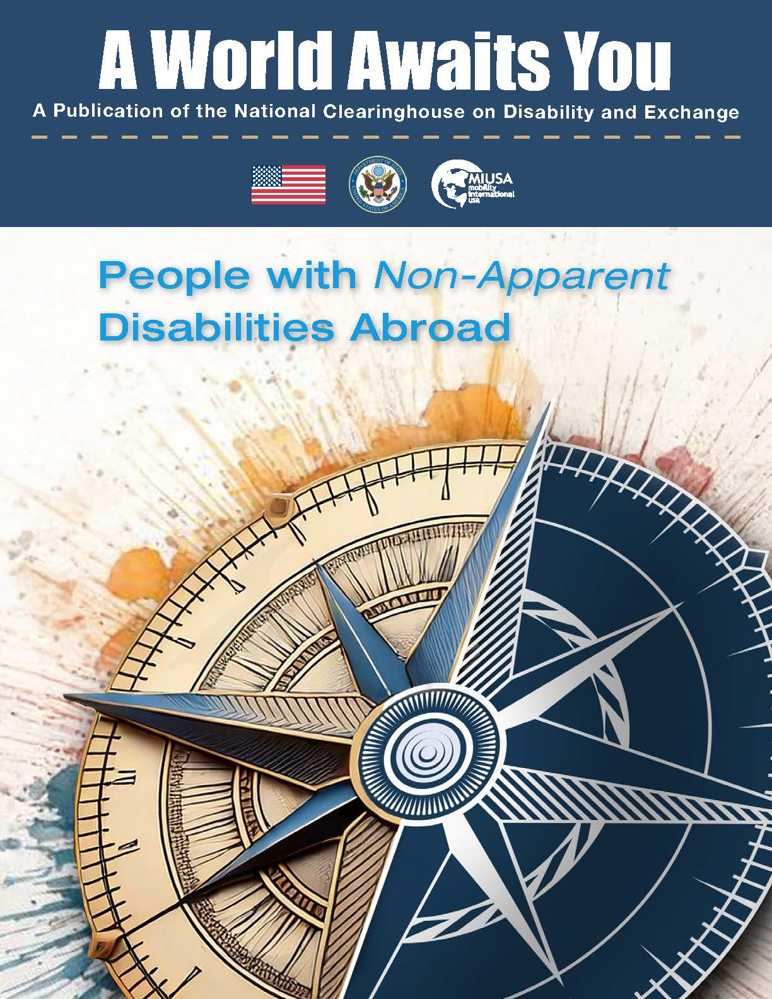 A World Awaits You
A Publication of the National Clearinghouse on Disability and Exchange
DEPARTMENT OF STATE
UNITED STATES OF AMERICA
MIUSA
mobility
international
usa
People with Non-Apparent
Disabilities Abroad